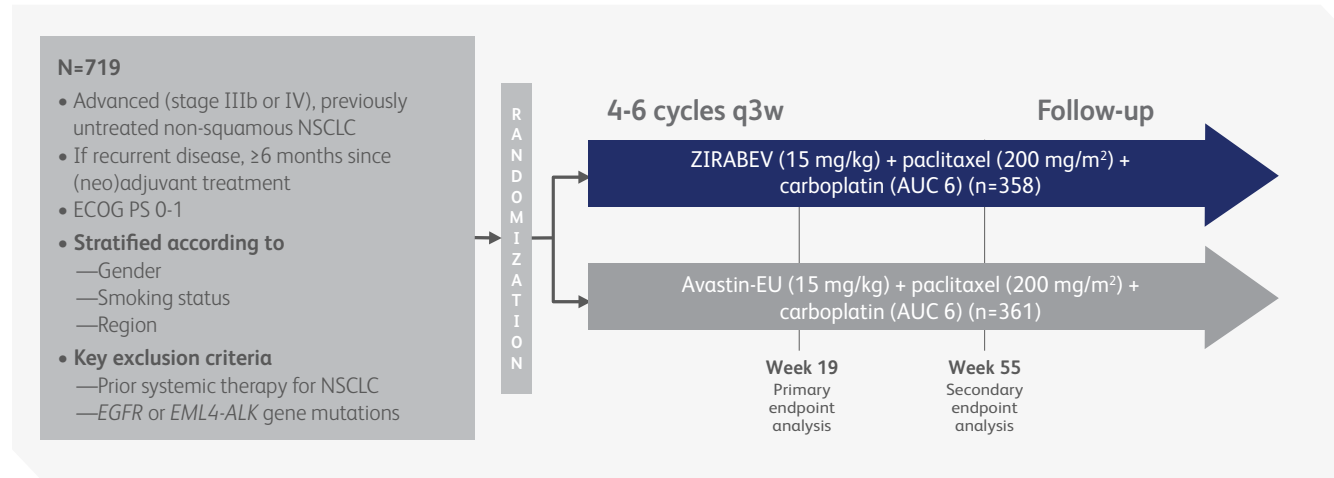 N=719
• Advanced (stage IIIb or IV), previously
untreated non-squamous NSCLC
• If recurrent disease, ≥6 months since
(neo)adjuvant treatment
• ECOG PS 0-1
• Stratified according to
—Gender
—Smoking status
—Region
• Key exclusion criteria
—Prior systemic therapy for NSCLC
—EGFR or EML4-ALK gene mutations
RANDOMIZATION
4-6 cycles q3w
Follow-up
ZIRABEV (15 mg/kg) + paclitaxel (200 mg/m²) +
carboplatin (AUC 6) (n=358)
Avastin-EU (15 mg/kg) + paclitaxel (200 mg/m²) +
carboplatin (AUC 6) (n=361)
Week 19
Primary
endpoint
analysis
Week 55
Secondary
endpoint
analysis